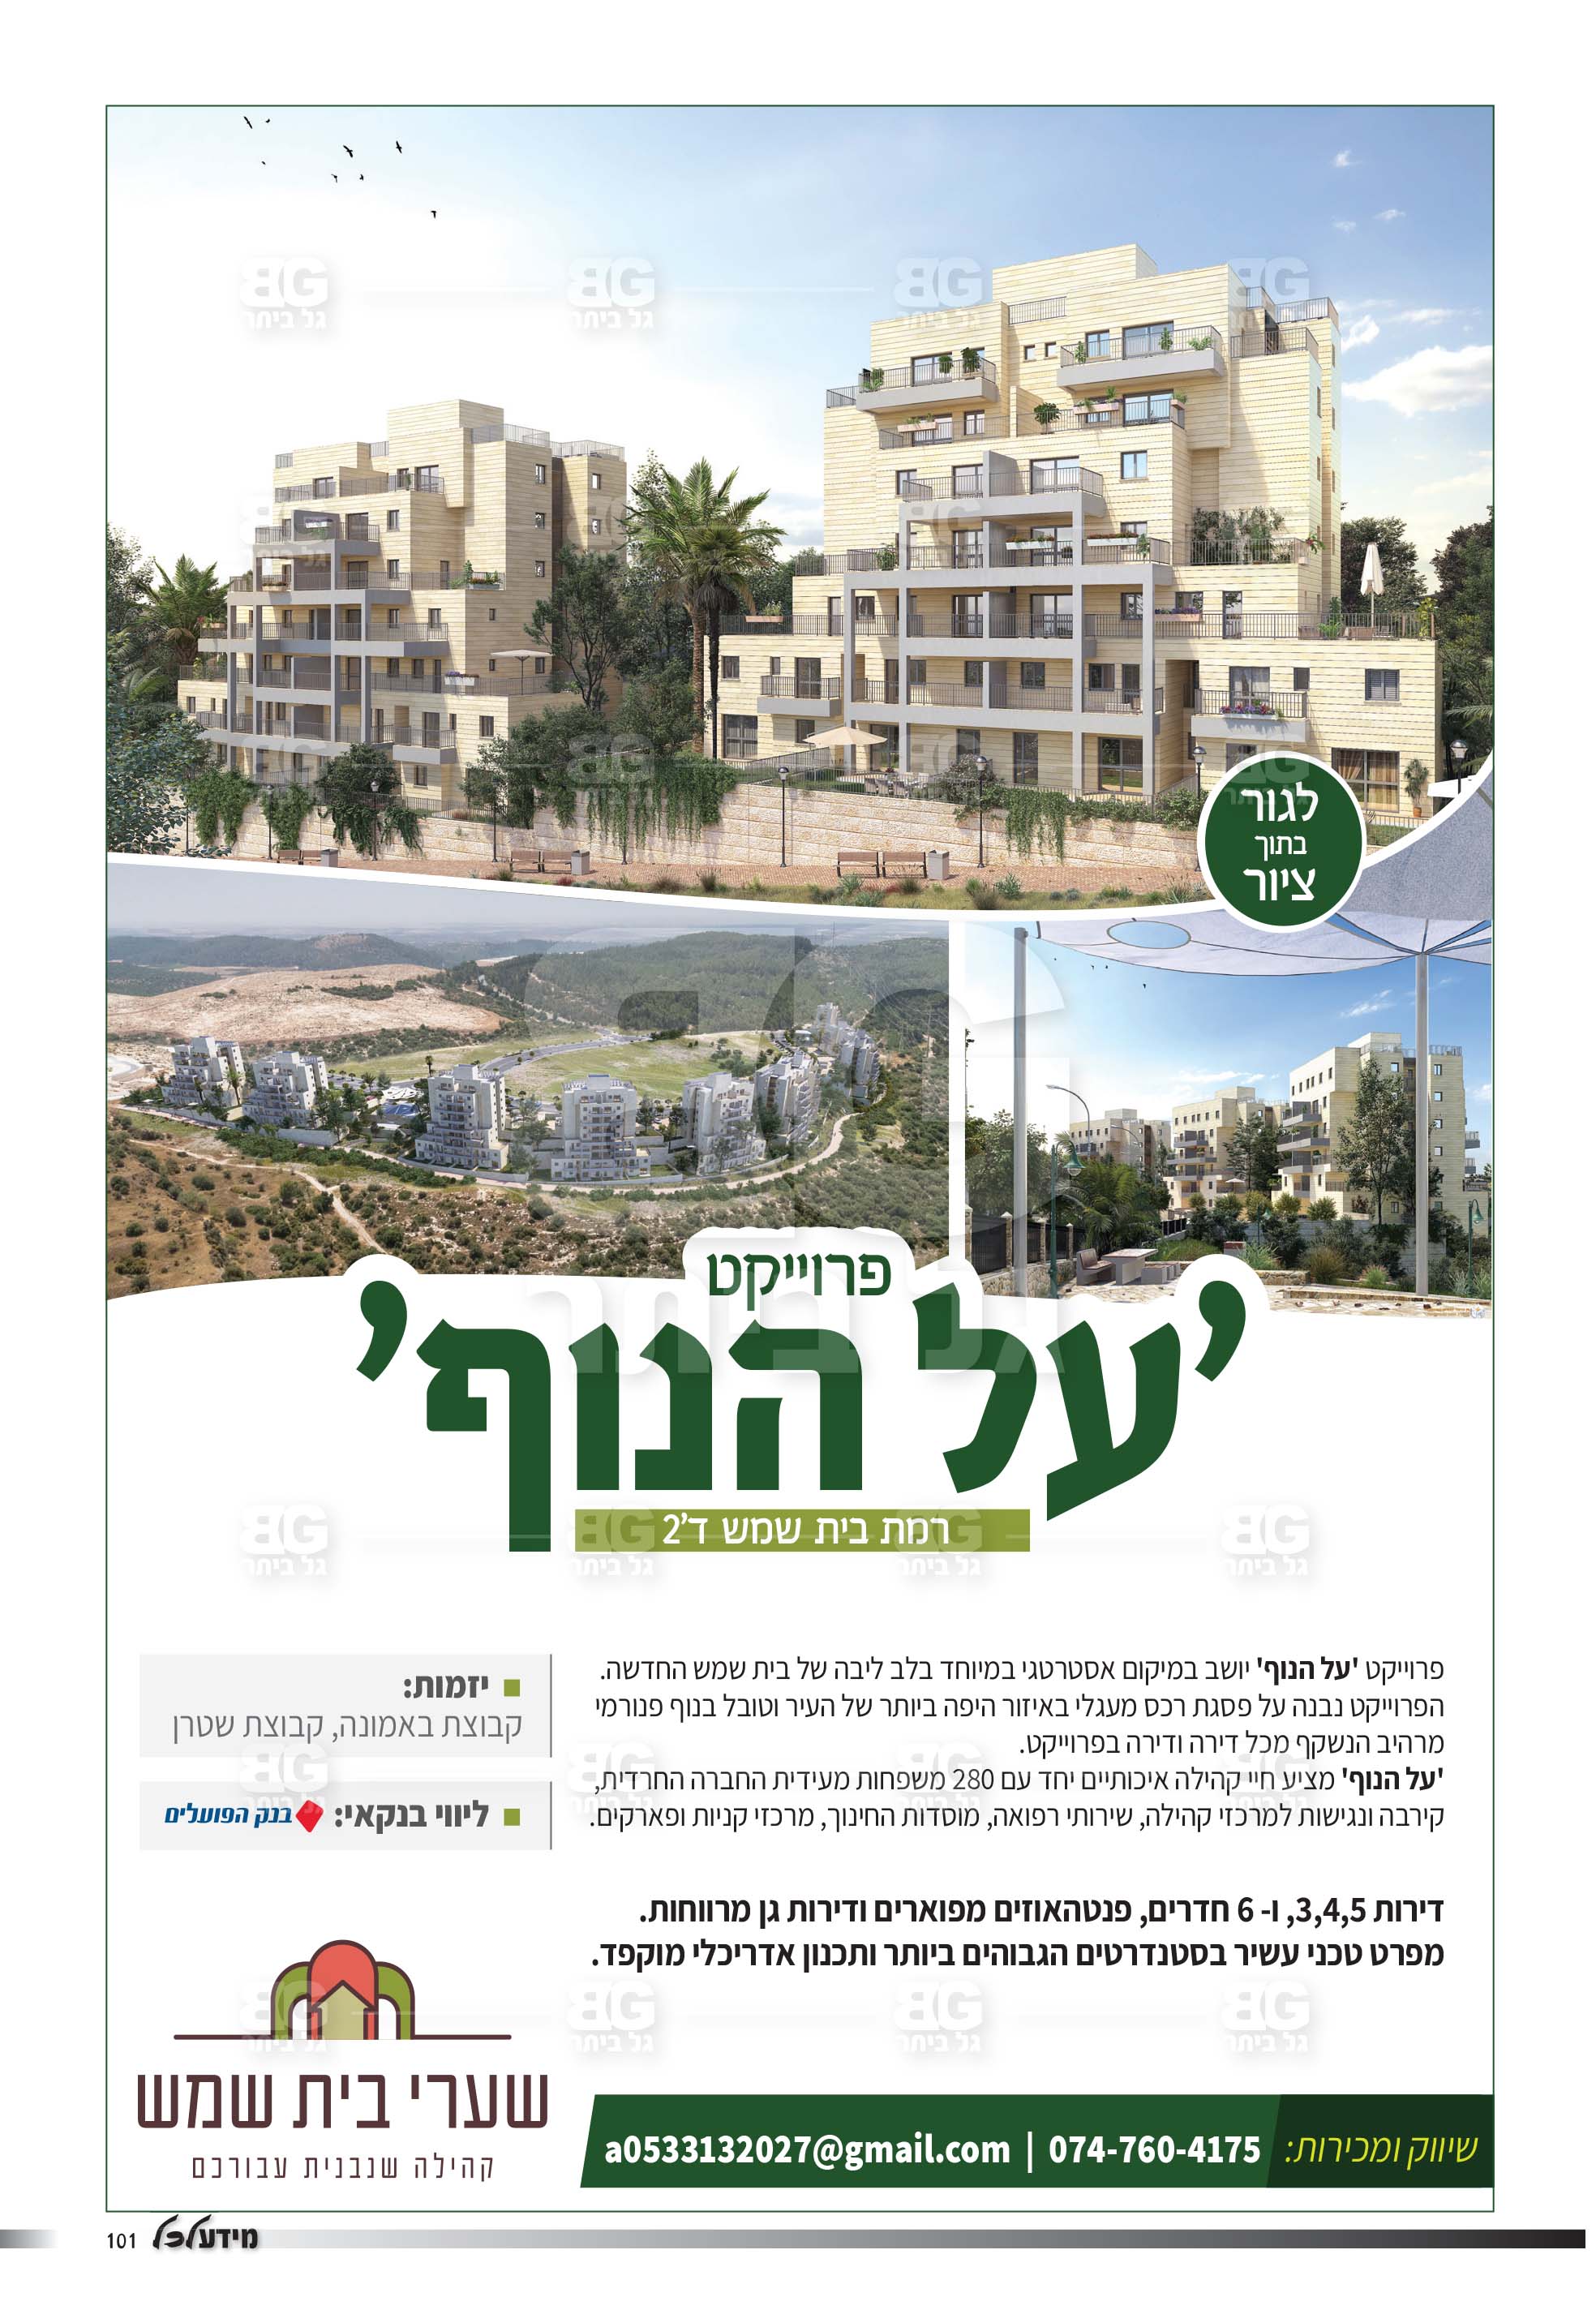 לגור
בתוך
ציור
פרוייקט
'על הנוף'
רמת בית שמש ד'2
פרוייקט 'על הנוף' יושב במיקום אסטרטגי במיוחד בלב ליבה של בית שמש החדשה.
הפרוייקט נבנה על פסגת רכס מעגלי באיזור היפה ביותר של העיר וטובל בנוף פנורמי
מרהיב הנשקף מכל דירה ודירה בפרוייקט.
'על הנוף' מציע חיי קהילה איכותיים יחד עם 280 משפחות מעידית החברה החרדית,
קירבה ונגישות למרכזי קהילה, שירותי רפואה, מוסדות החינוך, מרכזי קניות ופארקים.
דירות 3,4,5, ו- 6 חדרים, פנטהאוזים מפוארים ודירות גן מרווחות.
מפרט טכני עשיר בסטנדרטים הגבוהים ביותר ותכנון אדריכלי מוקפד.
יזמות:
קבוצת באמונה, קבוצת שטרן
ליווי בנקאי: בנק הפועלים
שערי בית שמש
קהילה שנבנית עבורכם
שיווק ומכירות: 074-760-4175 | a0533132027@gmail.com
מידע לכל 101
BG
גל ביתר